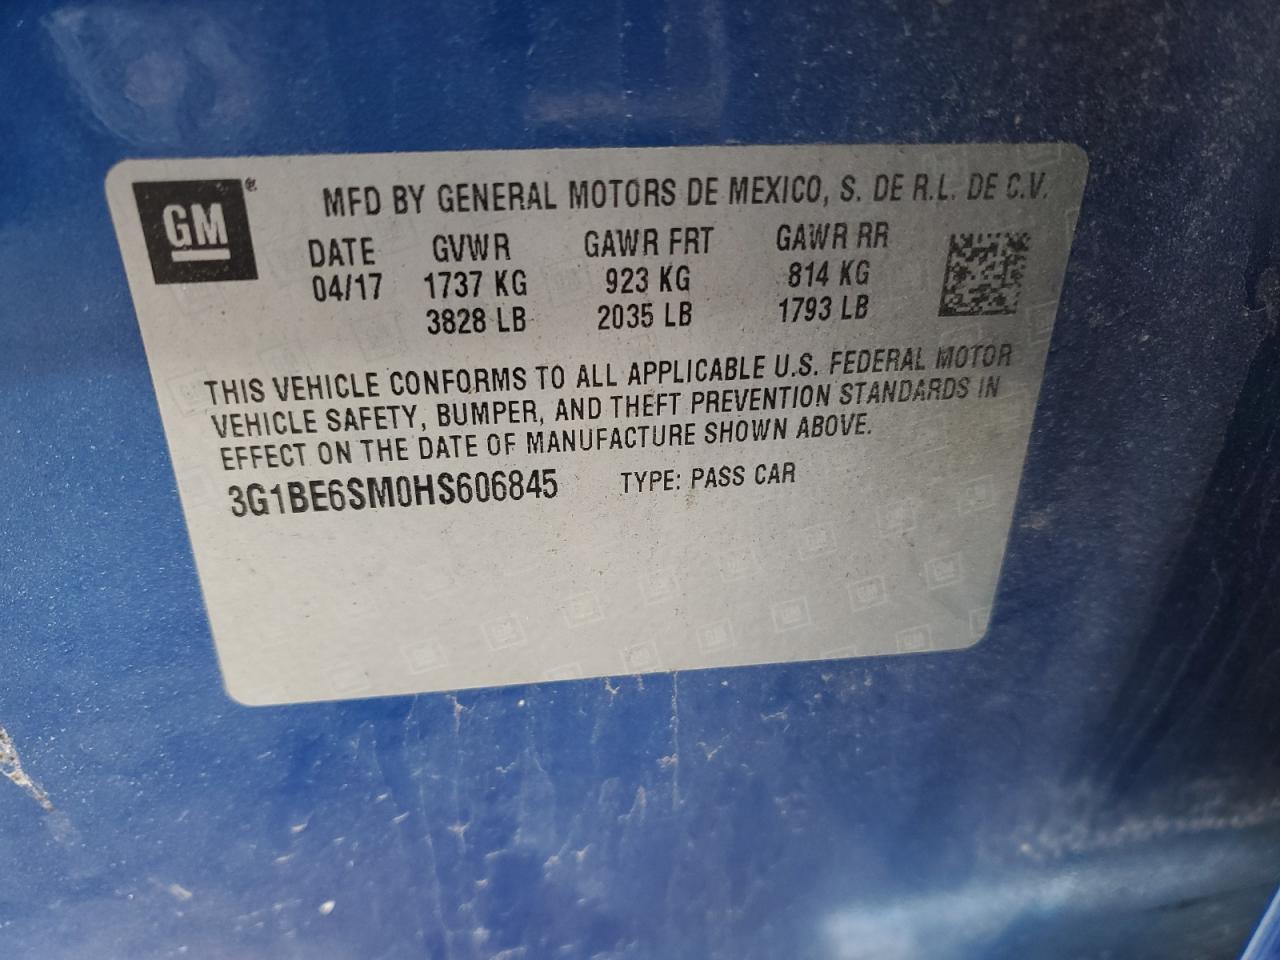 GM®
MFD BY GENERAL MOTORS DE MEXICO, S. DE R.L. DE C.V.
DATE GVWR GAWR FRT GAWR RR
04/17 1737 KG 923 KG 814 KG
3828 LB 2035 LB 1793 LB
THIS VEHICLE CONFORMS TO ALL APPLICABLE U.S. FEDERAL MOTOR
VEHICLE SAFETY, BUMPER, AND THEFT PREVENTION STANDARDS IN
EFFECT ON THE DATE OF MANUFACTURE SHOWN ABOVE.
3G1BE6SM0HS606845 TYPE: PASS CAR